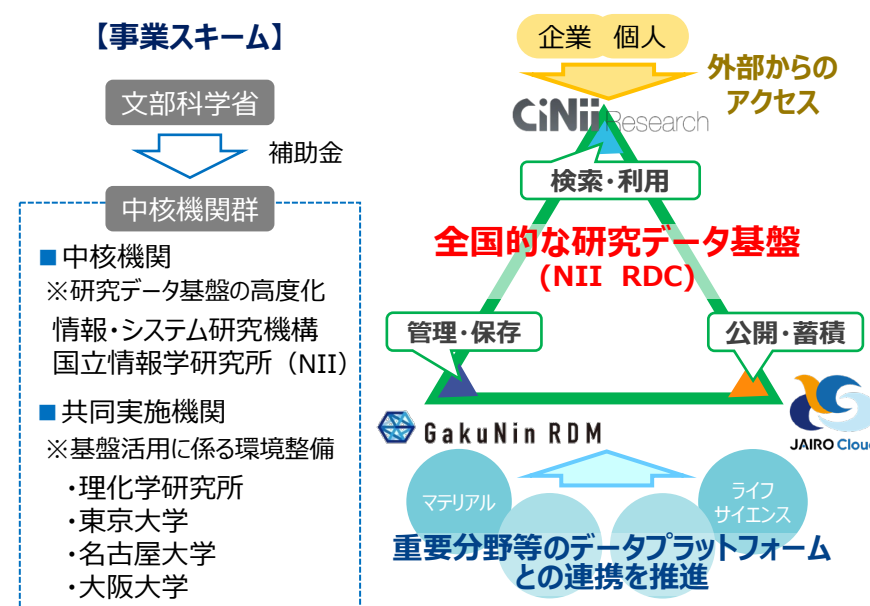 【事業スキーム】
文部科学省
補助金
中核機関群
■中核機関
※研究データ基盤の高度化
情報・システム研究機構
国立情報学研究所（NII）
■共同実施機関
※基盤活用に係る環境整備
・理化学研究所
・東京大学
・名古屋大学
・大阪大学
企業 個人
外部からの
アクセス
CiNii Research
検索・利用
全国的な研究データ基盤
(NII RDC)
管理・保存
公開・蓄積
GakuNin RDM
JAIRO Cloud
マテリアル
ライフ
サイエンス
重要分野等のデータプラットフォーム
との連携を推進